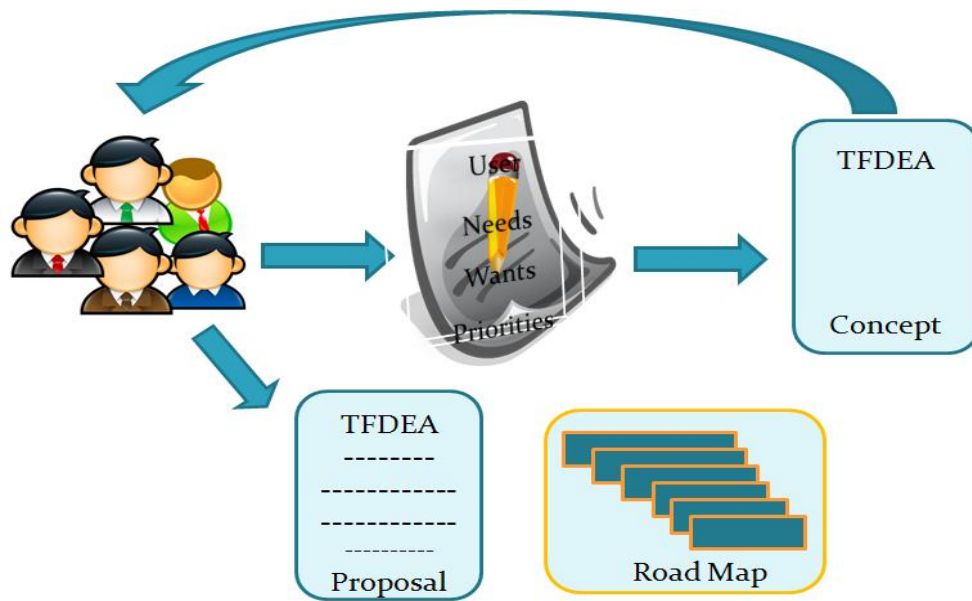 User
Needs
Wants
Priorities
TFDEA
Concept
TFDEA
Proposal
Road Map